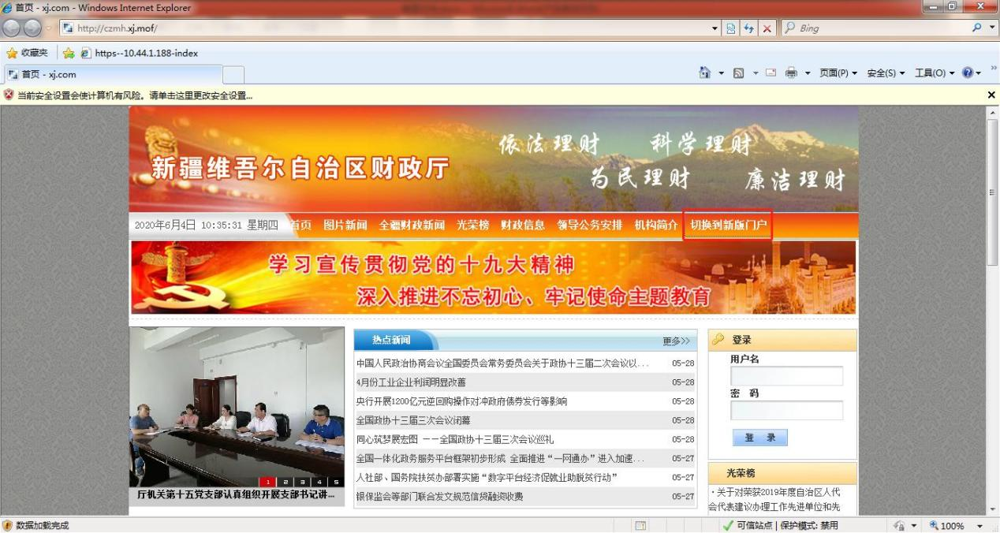 首页 - xj.com - Windows Internet Explorer
http://czmh.xj.mof/
Bing
收藏夹
https--10.44.1.188-index
首页 - xj.com
页面(P)
安全(S)
工具(O)
当前安全设置会使计算机有风险。请单击这里更改安全设置...
依法理财 科学理财
新疆维吾尔自治区财政厅
为民理财 廉洁理财
2020年6月4日 10:35:31 星期四 首页 图片新闻 全疆财政新闻 光荣榜 财政信息 领导公务安排 机构简介 切换到新版门户
学习宣传贯彻党的十九大精神
深入推进不忘初心、牢记使命主题教育
热点新闻 更多>>
中国人民政治协商会议全国委员会常务委员会关于政协十三届二次会议以... 05-28
4月份工业企业利润明显改善 05-28
央行开展1200亿元逆回购操作对冲政府债券发行等影响 05-28
全国政协十三届三次会议闭幕 05-28
同心筑梦展宏图 ——全国政协十三届三次会议巡礼 05-28
全国一体化政务服务平台框架初步形成 全面推进“一网通办”进入加速... 05-27
人社部、国务院扶贫办部署实施“数字平台经济促就业助脱贫行动” 05-27
银保监会等部门联合发文规范信贷融资收费 05-27
1 2 3 4 5
厅机关第十五党支部认真组织开展支部书记讲...
登录
用户名
密 码
登 录
光荣榜
·关于对荣获2019年度自治区人代
会代表建议办理工作先进单位和先
数据加载完成
可信站点 | 保护模式: 禁用
100%